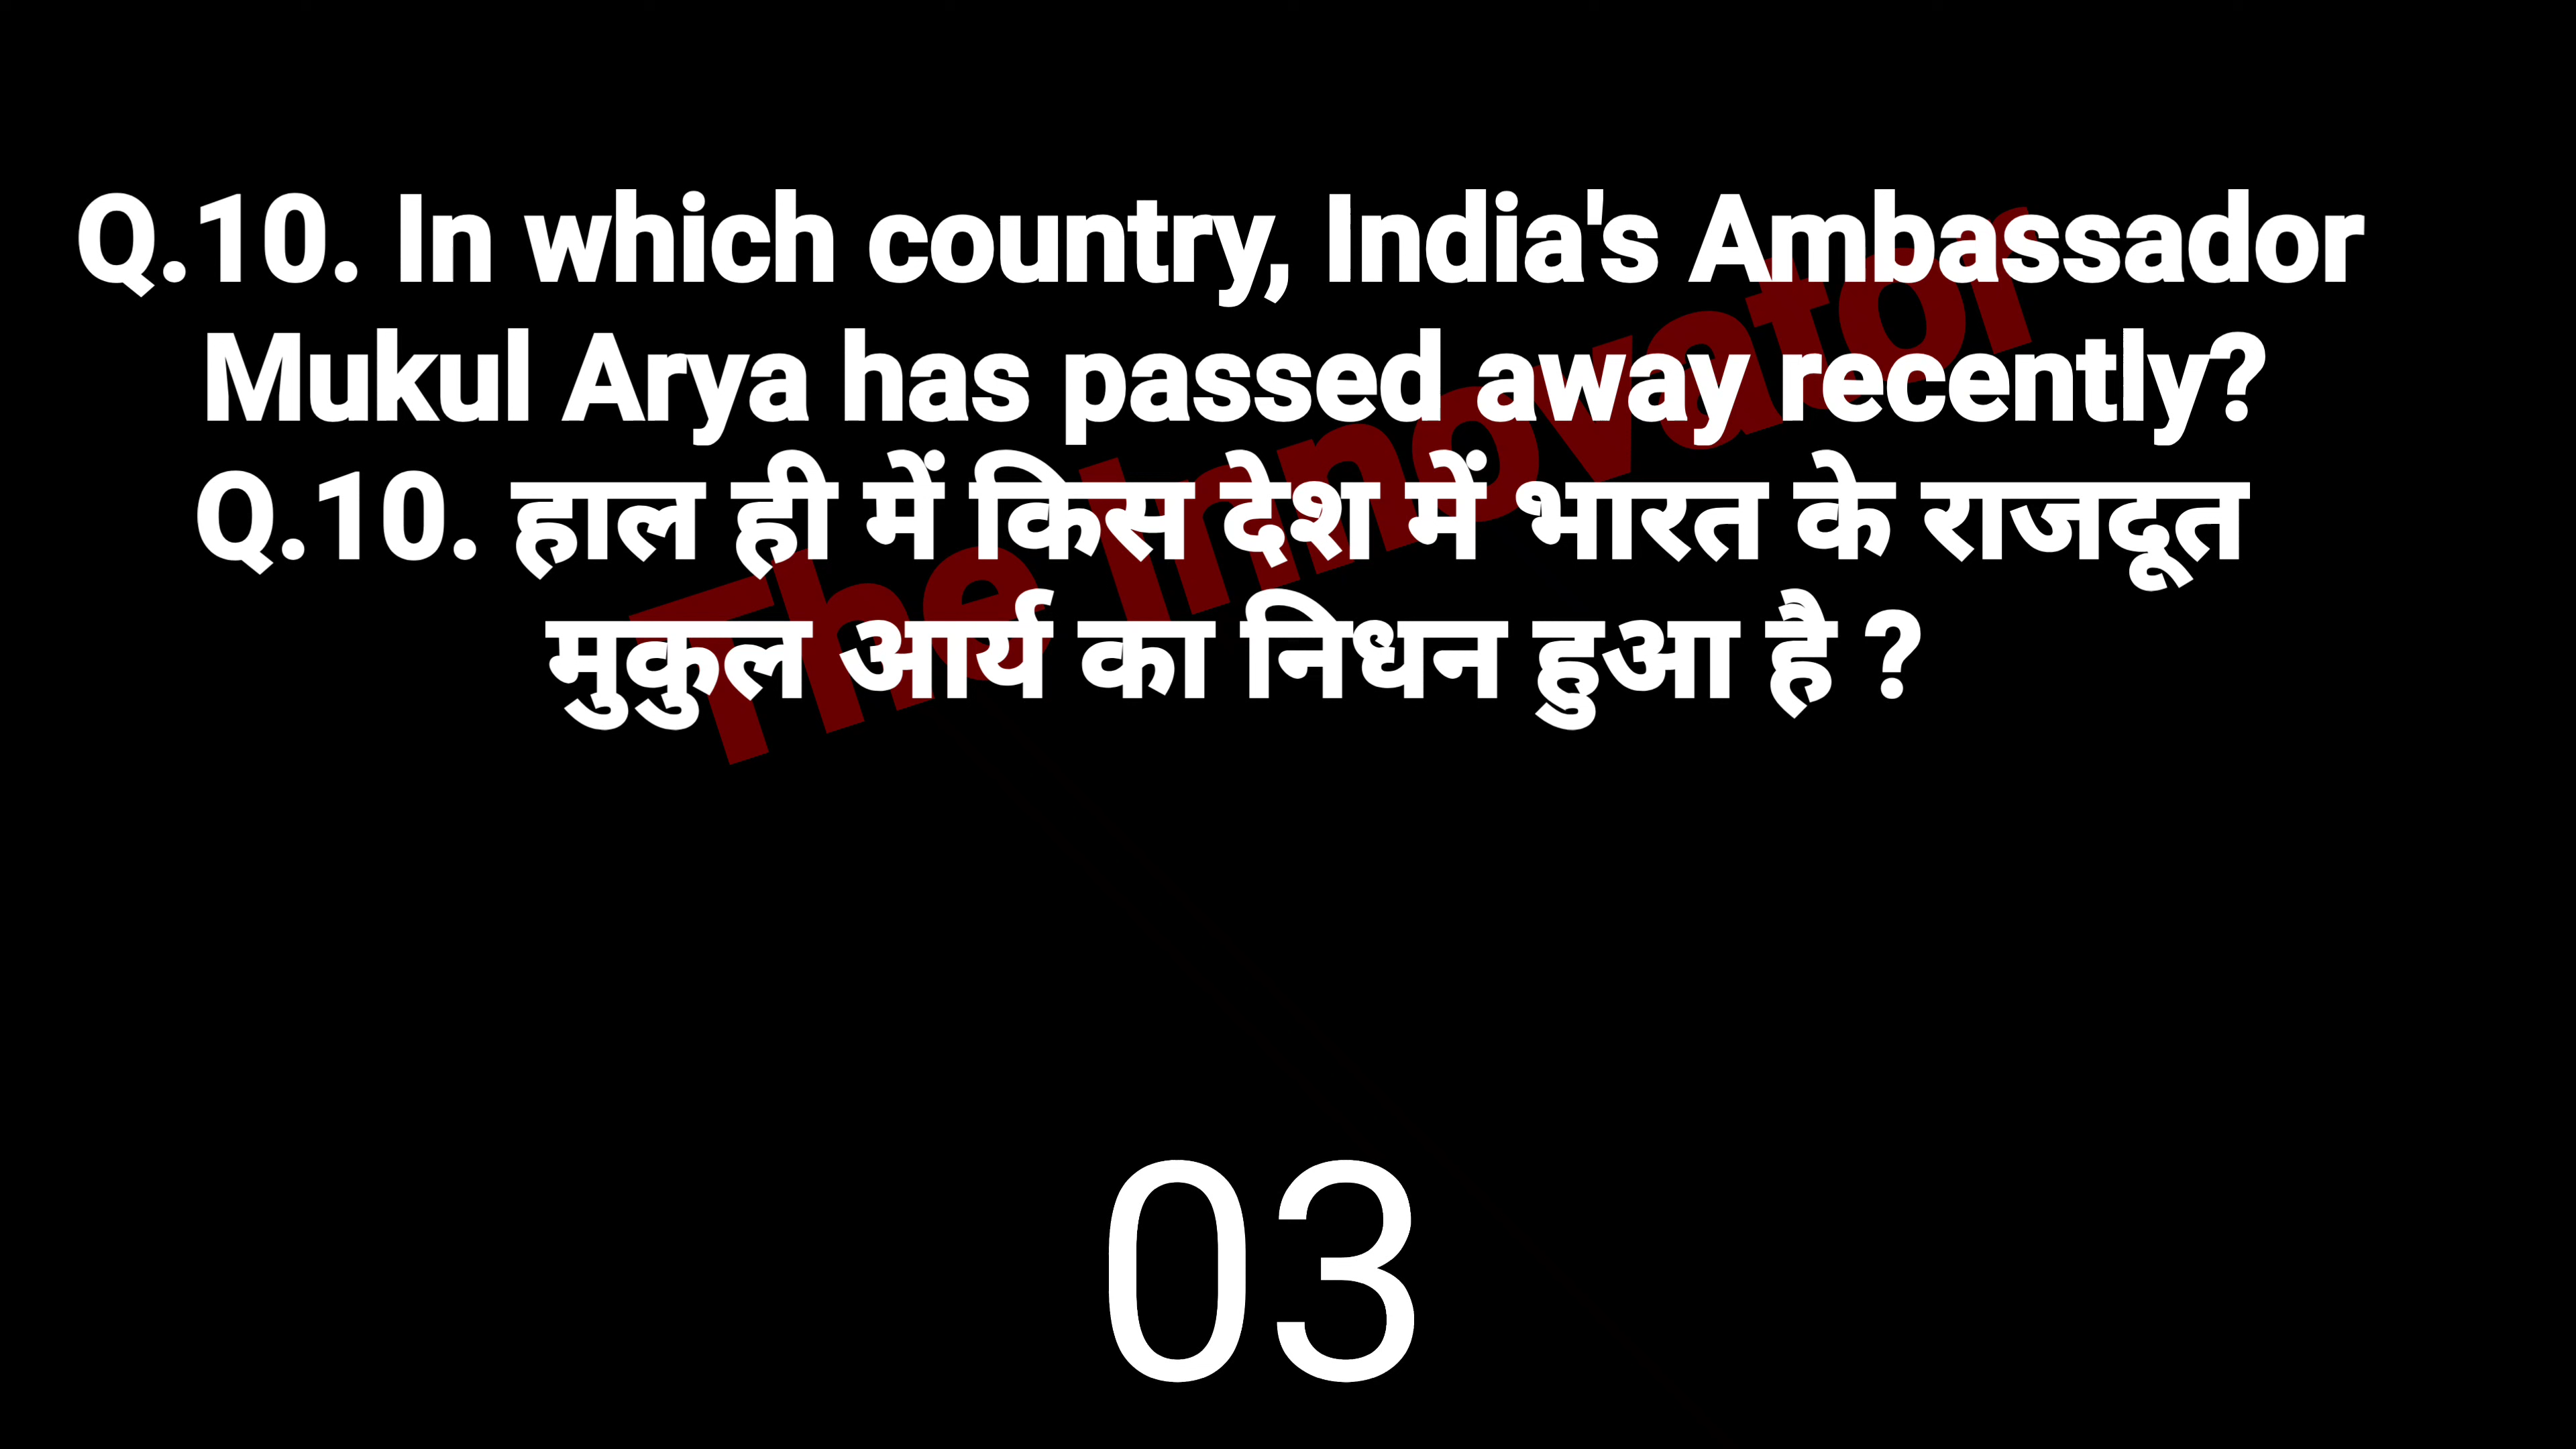 Q.10. In which country, India's Ambassador
Mukul Arya has passed away recently?
Q.10. हाल ही में किस देश में भारत के राजदूत
मुकुल आर्य का निधन हुआ है ?
The Innovator
03